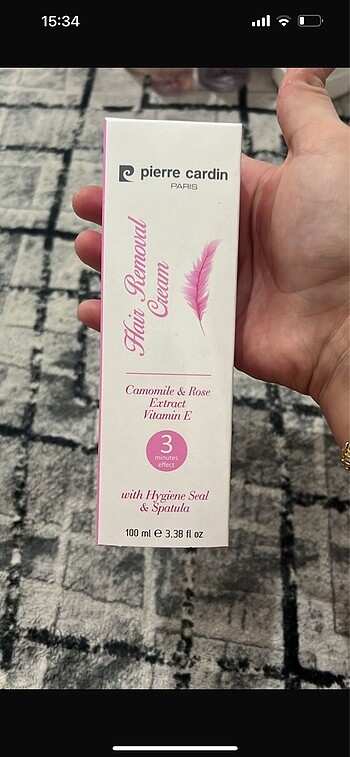 15:34
pierre cardin
PARIS
Hair Removal
Cream
Camomile & Rose
Extract
Vitamin E
3
minutes
effect
with Hygiene Seal
& Spatula
100 ml ℮ 3.38 fl oz